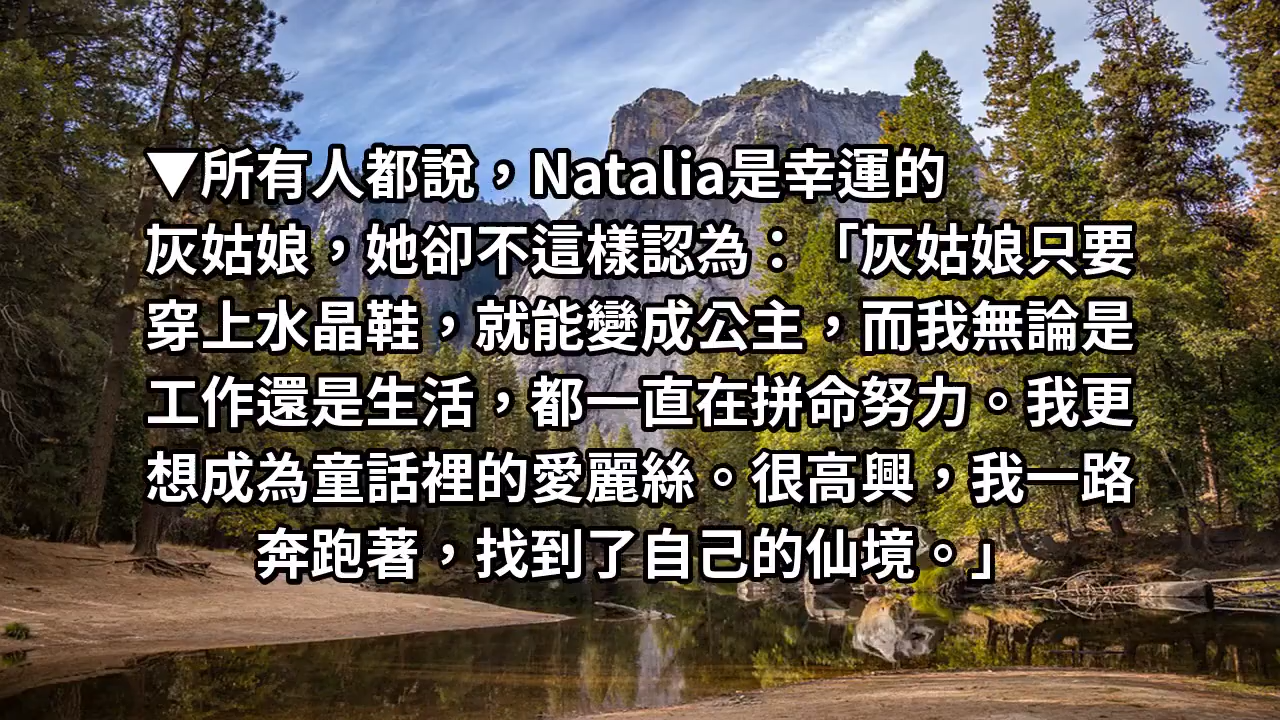 ▼所有人都說，Natalia是幸運的
灰姑娘，她卻不這樣認為：「灰姑娘只要
穿上水晶鞋，就能變成公主，而我無論是
工作還是生活，都一直在拼命努力。我更
想成為童話裡的愛麗絲。很高興，我一路
奔跑著，找到了自己的仙境。」